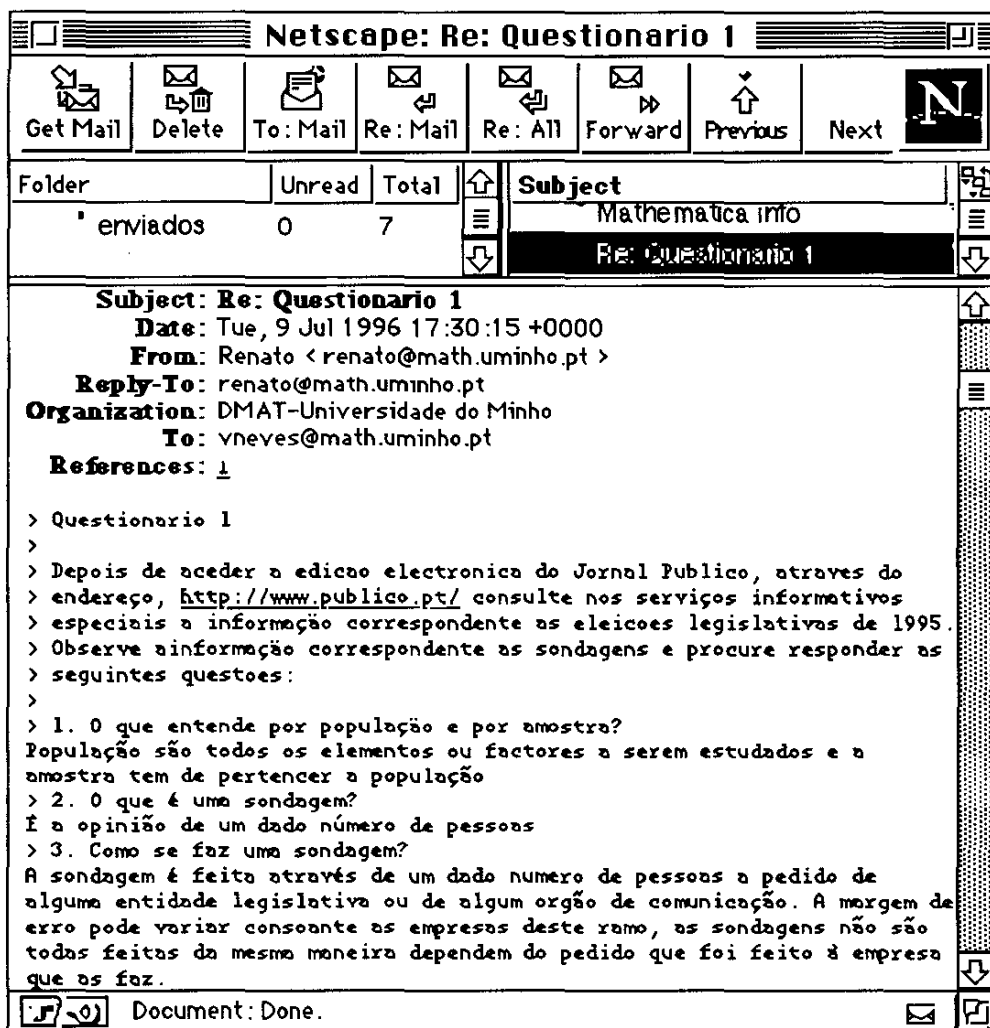 Netscape: Re: Questionario 1
Get Mail Delete To: Mail Re: Mail Re: All Forward Previous Next N
Folder Unread Total Subject
enviados 0 7 Mathematica info
Re: Questionario 1
Subject: Re: Questionario 1
Date: Tue, 9 Jul 1996 17:30:15 +0000
From: Renato < renato@math.uminho.pt >
Reply-To: renato@math.uminho.pt
Organization: DMAT-Universidade do Minho
To: vneves@math.uminho.pt
References: 1
> Questionario 1
>
> Depois de aceder a edicao electronica do Jornal Publico, atraves do
> endereço, http://www.publico.pt/ consulte nos serviços informativos
> especiais a informação correspondente as eleicoes legislativas de 1995.
> Observe ainformação correspondente as sondagens e procure responder as
> seguintes questoes:
>
> 1. O que entende por população e por amostra?
População são todos os elementos ou factores a serem estudados e a
amostra tem de pertencer a população
> 2. O que é uma sondagem?
É a opinião de um dado número de pessoas
> 3. Como se faz uma sondagem?
A sondagem é feita através de um dado numero de pessoas a pedido de
alguma entidade legislativa ou de algum orgão de comunicação. A margem de
erro pode variar consoante as empresas deste ramo, as sondagens não são
todas feitas da mesma maneira dependem do pedido que foi feito à empresa
que as faz.
Document: Done.